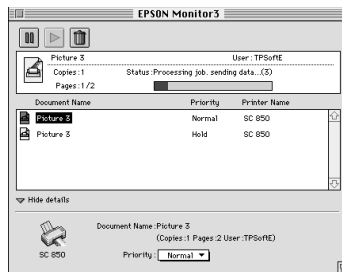 EPSON Monitor3
Picture 3 User: TPSoftE
Copies:1 Status:Processing job. sending data...(3)
Pages:1/2
Document Name Priority Printer Name
Picture 3 Normal SC 850
Picture 3 Hold SC 850
Hide details
Document Name:Picture 3
(Copies:1 Pages:2 User:TPSoftE)
SC 850 Priority: Normal